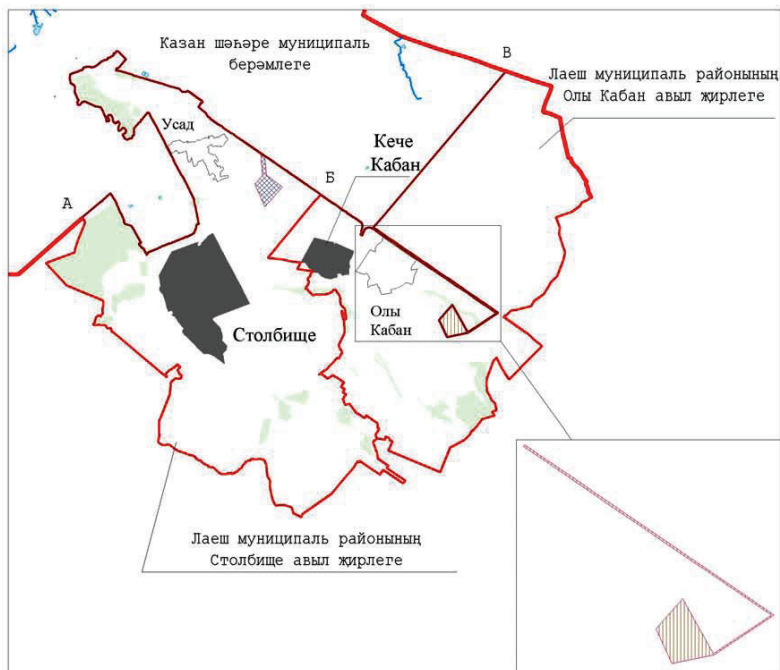 Казан шәһәре муниципаль
берәмлеге
В
Лаеш муниципаль районының
Олы Кабан авыл җирлеге
Усад
Кече
Кабан
Б
А
Олы
Кабан
Столбище
Лаеш муниципаль районының
Столбище авыл җирлеге